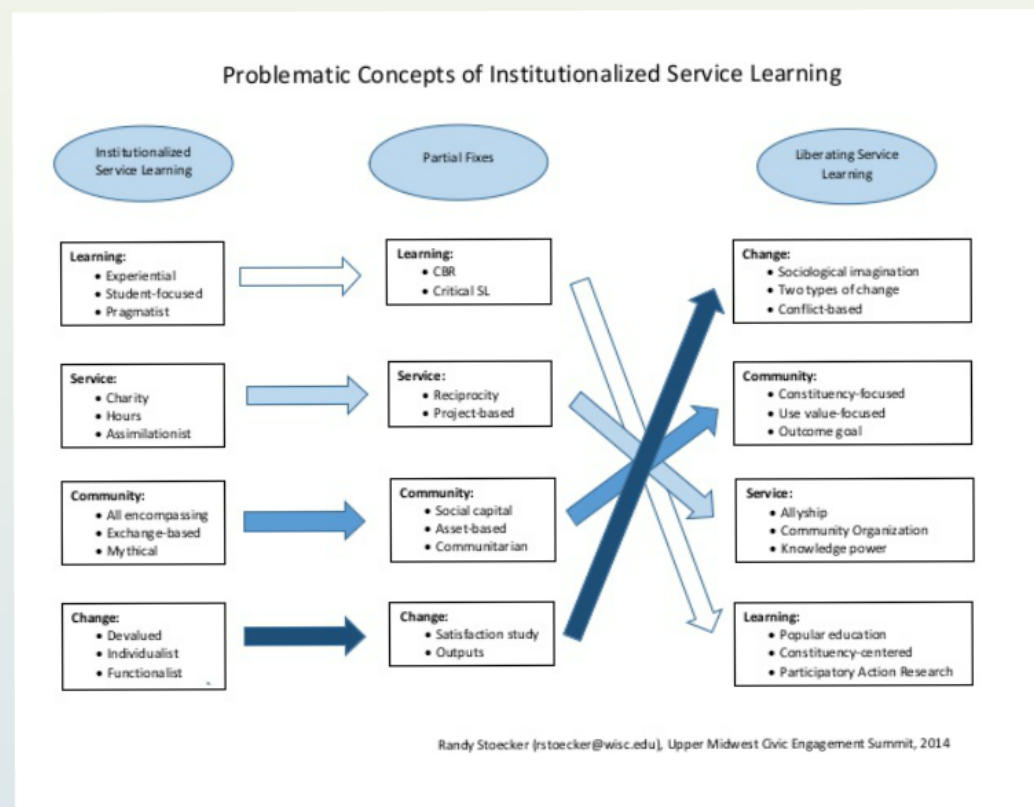 Problematic Concepts of Institutionalized Service Learning
Institutionalized
Service Learning
Partial Fixes
Liberating Service
Learning
Learning:
• Experiential
• Student-focused
• Pragmatist
Learning:
• CBR
• Critical SL
Change:
• Sociological imagination
• Two types of change
• Conflict-based
Service:
• Charity
• Hours
• Assimilationist
Service:
• Reciprocity
• Project-based
Community:
• Constituency-focused
• Use value-focused
• Outcome goal
Community:
• All encompassing
• Exchange-based
• Mythical
Community:
• Social capital
• Asset-based
• Communitarian
Service:
• Allyship
• Community Organization
• Knowledge power
Change:
• Devalued
• Individualist
• Functionalist
Change:
• Satisfaction study
• Outputs
Learning:
• Popular education
• Constituency-centered
• Participatory Action Research
Randy Stoecker (rstoecker@wisc.edu), Upper Midwest Civic Engagement Summit, 2014